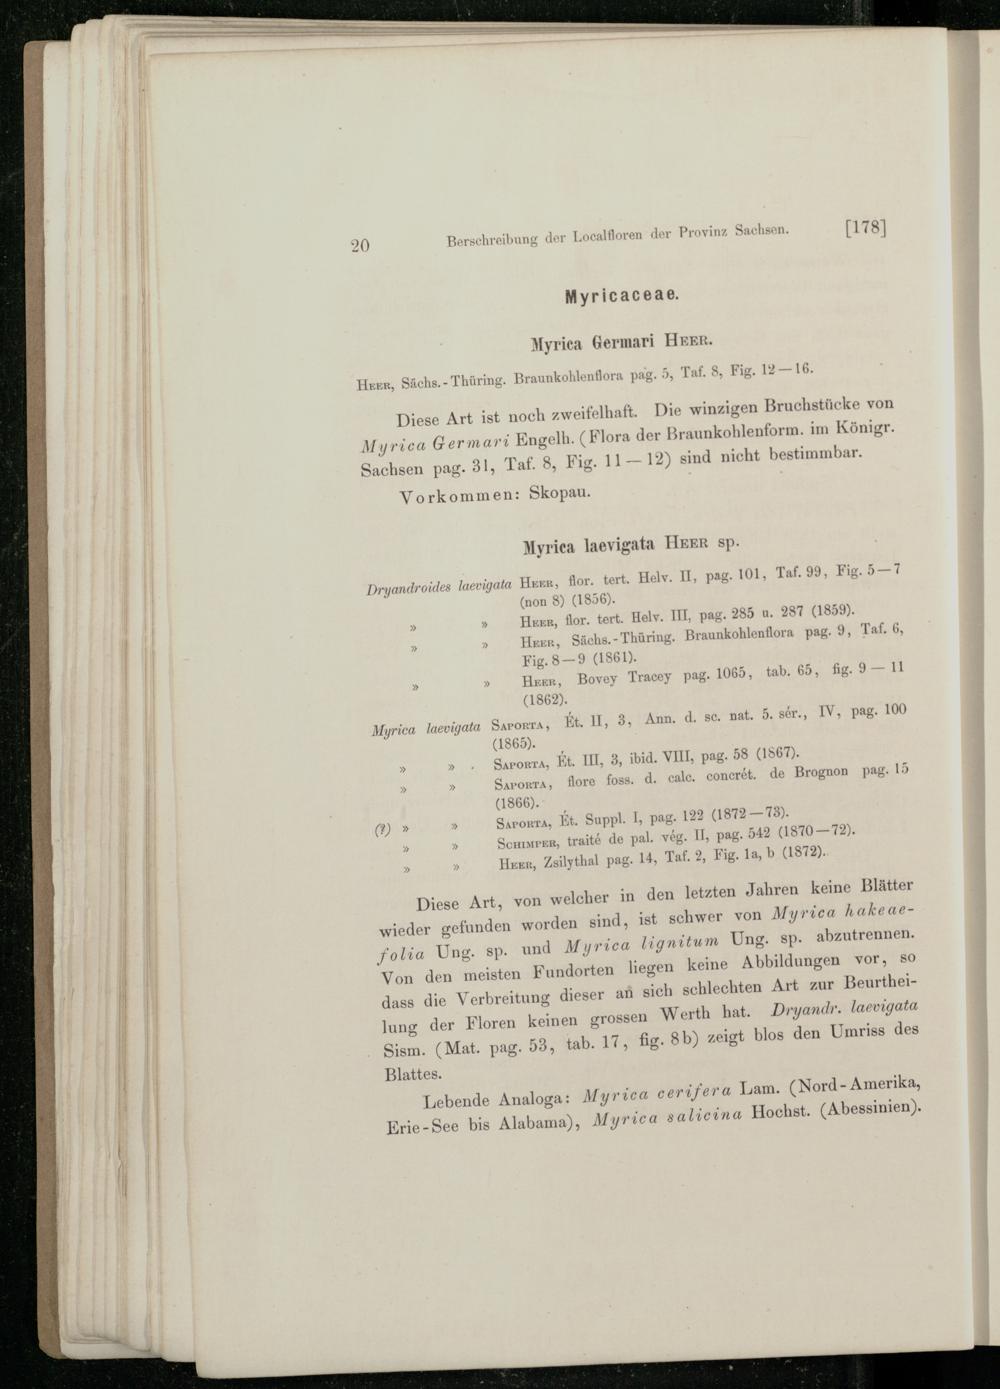 20 Berschreibung der Localfloren der Provinz Sachsen. [178]
Myricaceae.
Myrica Germari HEER.
HEER, Sächs.-Thüring. Braunkohlenflora pag. 5, Taf. 8, Fig. 12—16.
Diese Art ist noch zweifelhaft. Die winzigen Bruchstücke von
Myrica Germari Engelh. (Flora der Braunkohlenform. im Königr.
Sachsen pag. 31, Taf. 8, Fig. 11—12) sind nicht bestimmbar.
Vorkommen: Skopau.
Myrica laevigata HEER sp.
Dryandroides laevigata HEER, flor. tert. Helv. II, pag. 101, Taf. 99, Fig. 5—7
(non 8) (1856).
» » HEER, flor. tert. Helv. III, pag. 285 u. 287 (1859).
» » HEER, Sächs.-Thüring. Braunkohlenflora pag. 9, Taf. 6,
Fig. 8—9 (1861).
» » HEER, Bovey Tracey pag. 1065, tab. 65, fig. 9—11
(1862).
Myrica laevigata SAPORTA, Ét. II, 3, Ann. d. sc. nat. 5. sér., IV, pag. 100
(1865).
» » SAPORTA, Ét. III, 3, ibid. VIII, pag. 58 (1867).
» » SAPORTA, flore foss. d. calc. concrét. de Brognon pag. 15
(1866).
(?) » » SAPORTA, Ét. Suppl. I, pag. 122 (1872—73).
» » SCHIMPER, traité de pal. vég. II, pag. 542 (1870—72).
» » HEER, Zsilythal pag. 14, Taf. 2, Fig. 1a, b (1872).
Diese Art, von welcher in den letzten Jahren keine Blätter
wieder gefunden worden sind, ist schwer von Myrica hakeae-
folia Ung. sp. und Myrica lignitum Ung. sp. abzutrennen.
Von den meisten Fundorten liegen keine Abbildungen vor, so
dass die Verbreitung dieser an sich schlechten Art zur Beurthei-
lung der Floren keinen grossen Werth hat. Dryandr. laevigata
Sism. (Mat. pag. 53, tab. 17, fig. 8b) zeigt blos den Umriss des
Blattes.
Lebende Analoga: Myrica cerifera Lam. (Nord-Amerika,
Erie-See bis Alabama), Myrica salicina Hochst. (Abessinien).